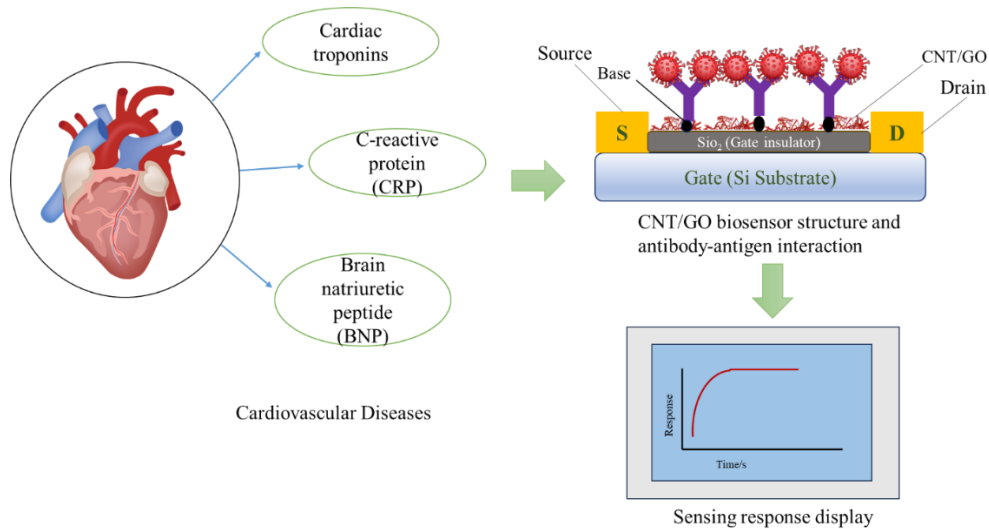 Cardiac
troponins
C-reactive
protein
(CRP)
Brain
natriuretic
peptide
(BNP)
Cardiovascular Diseases
Source
Base
CNT/GO
Drain
S
D
Sio₂ (Gate insulator)
Gate (Si Substrate)
CNT/GO biosensor structure and
antibody-antigen interaction
Response
Time/s
Sensing response display